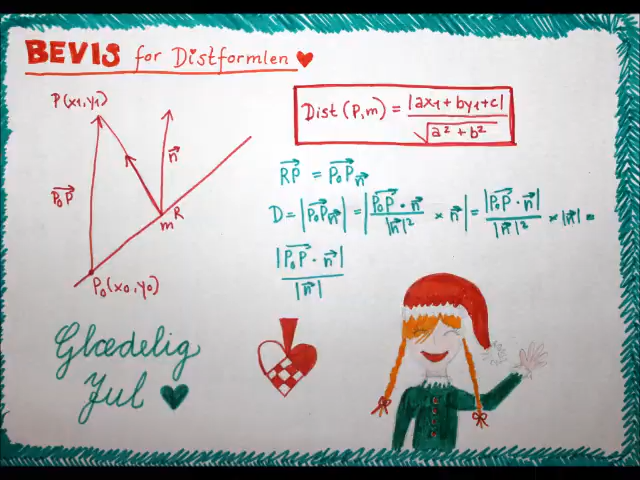 BEVIS for Distformlen
P(x₁,y₁)
n⃗
P₀P⃗
R
m
P₀(x₀,y₀)
Dist(P,m) = |ax₁ + by₁ + c| / √(a² + b²)
RP⃗ = P₀P⃗n⃗
D = |P₀P⃗n⃗| = |(P₀P⃗ · n⃗) / |n⃗|² × n⃗| = |P₀P⃗ · n⃗| / |n⃗|² × |n⃗| =
|P₀P⃗ · n⃗| / |n⃗|
Glædelig
Jul